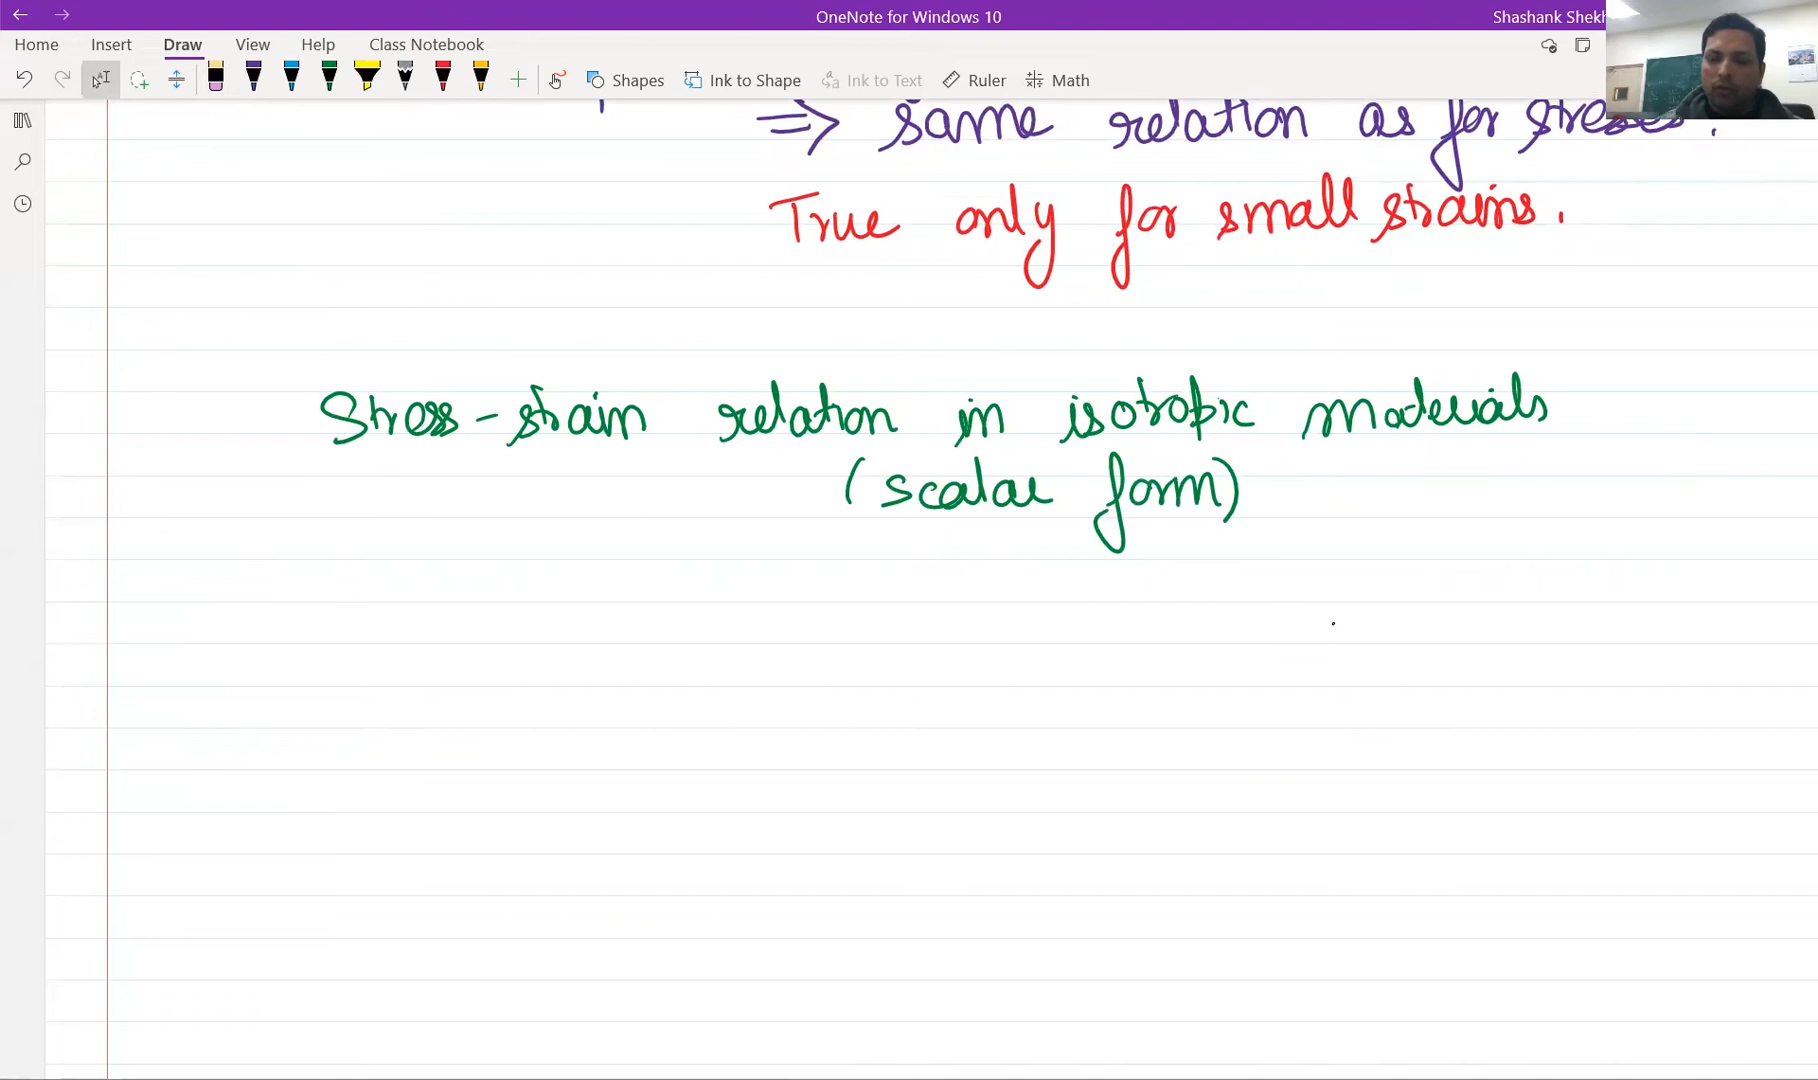 OneNote for Windows 10
Shashank Shekh
Home Insert Draw View Help Class Notebook
Shapes Ink to Shape Ink to Text Ruler Math
⇒ same relation as for stresses.
True only for small strains.
Stress-strain relation in isotropic materials
(scalar form)